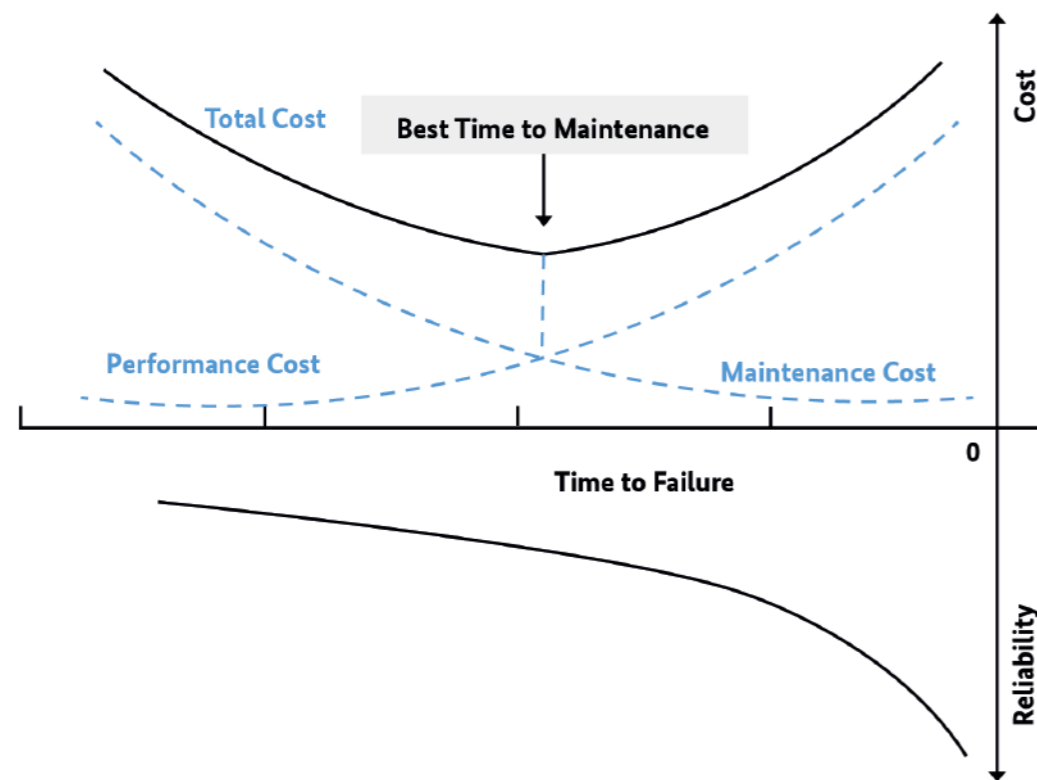 Cost
Total Cost
Best Time to Maintenance
Performance Cost
Maintenance Cost
0
Time to Failure
Reliability